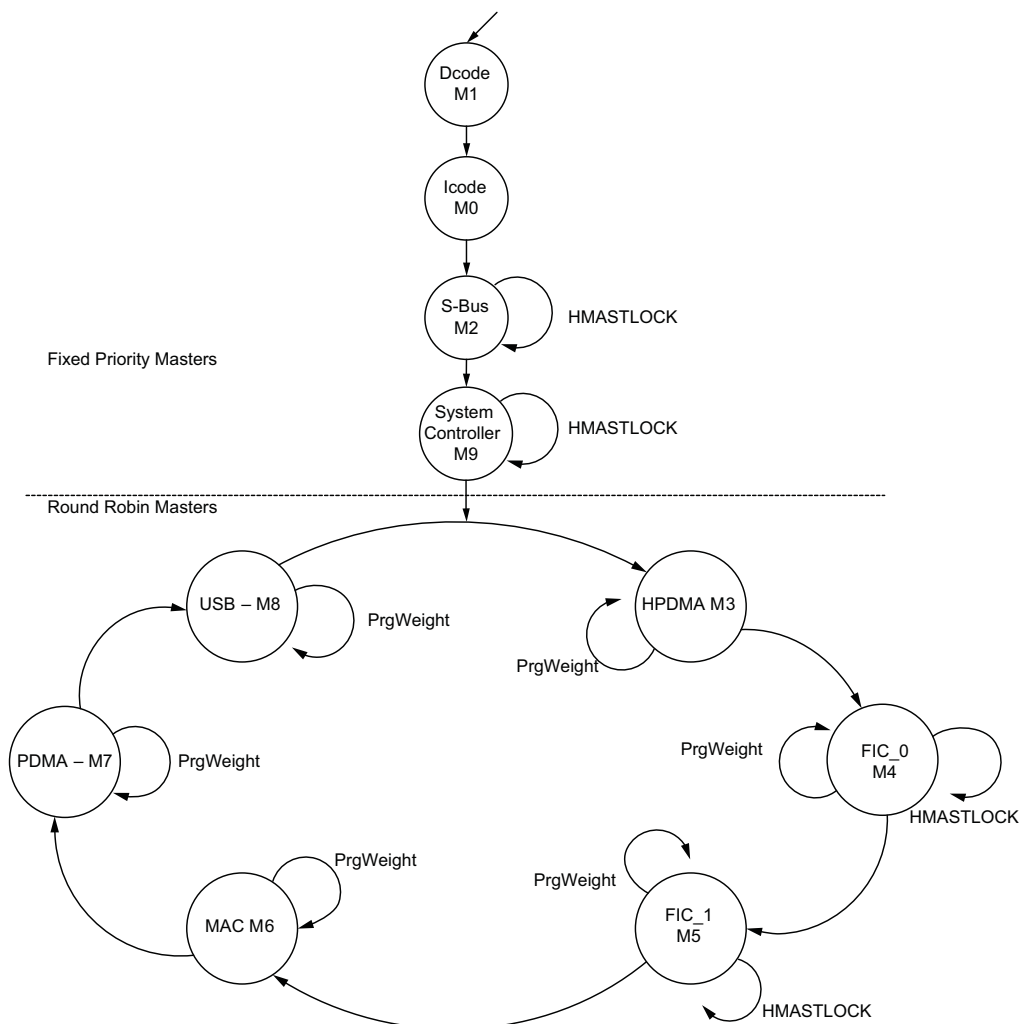 Dcode
M1
Icode
M0
S-Bus
M2
HMASTLOCK
Fixed Priority Masters
System
Controller
M9
HMASTLOCK
Round Robin Masters
USB – M8
PrgWeight
HPDMA M3
PrgWeight
PDMA – M7
PrgWeight
PrgWeight
FIC_0
M4
HMASTLOCK
PrgWeight
MAC M6
PrgWeight
FIC_1
M5
HMASTLOCK